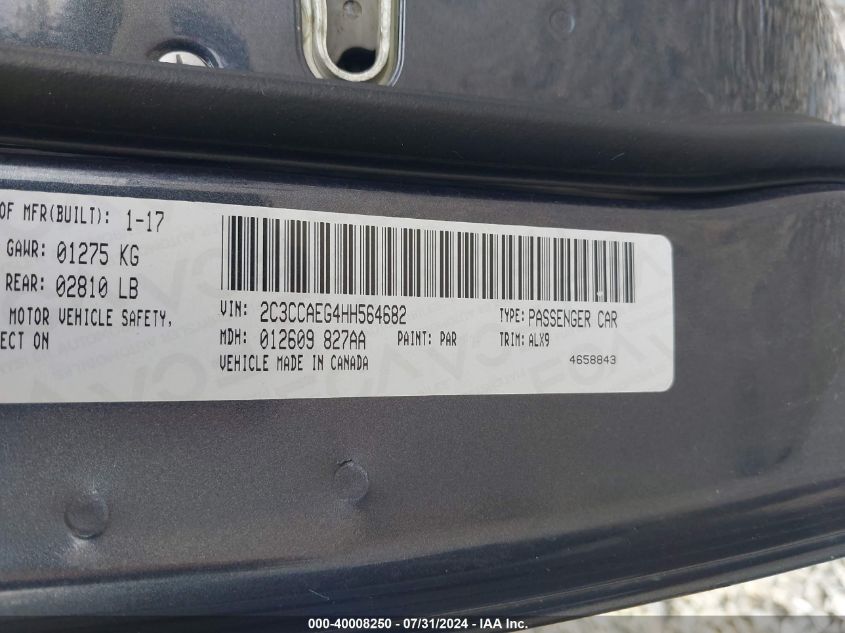 OF MFR(BUILT): 1-17
GAWR: 01275 KG
REAR: 02810 LB
MOTOR VEHICLE SAFETY,
ECT ON
VIN: 2C3CCAEG4HH564682
TYPE: PASSENGER CAR
MDH: 012609 827AA PAINT: PAR TRIM: ALX9
VEHICLE MADE IN CANADA
4658843
000-40008250 - 07/31/2024 - IAAI Inc.